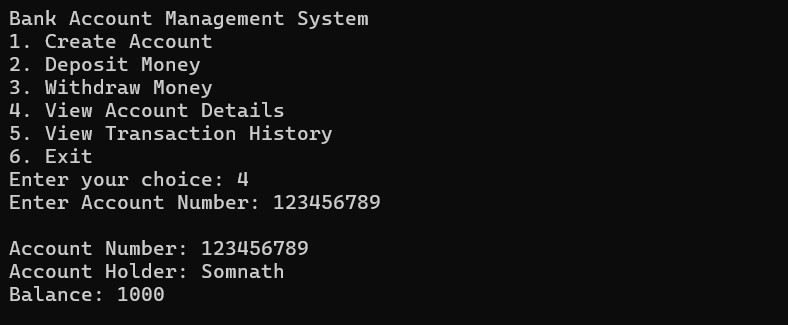 Bank Account Management System
1. Create Account
2. Deposit Money
3. Withdraw Money
4. View Account Details
5. View Transaction History
6. Exit
Enter your choice: 4
Enter Account Number: 123456789
Account Number: 123456789
Account Holder: Somnath
Balance: 1000